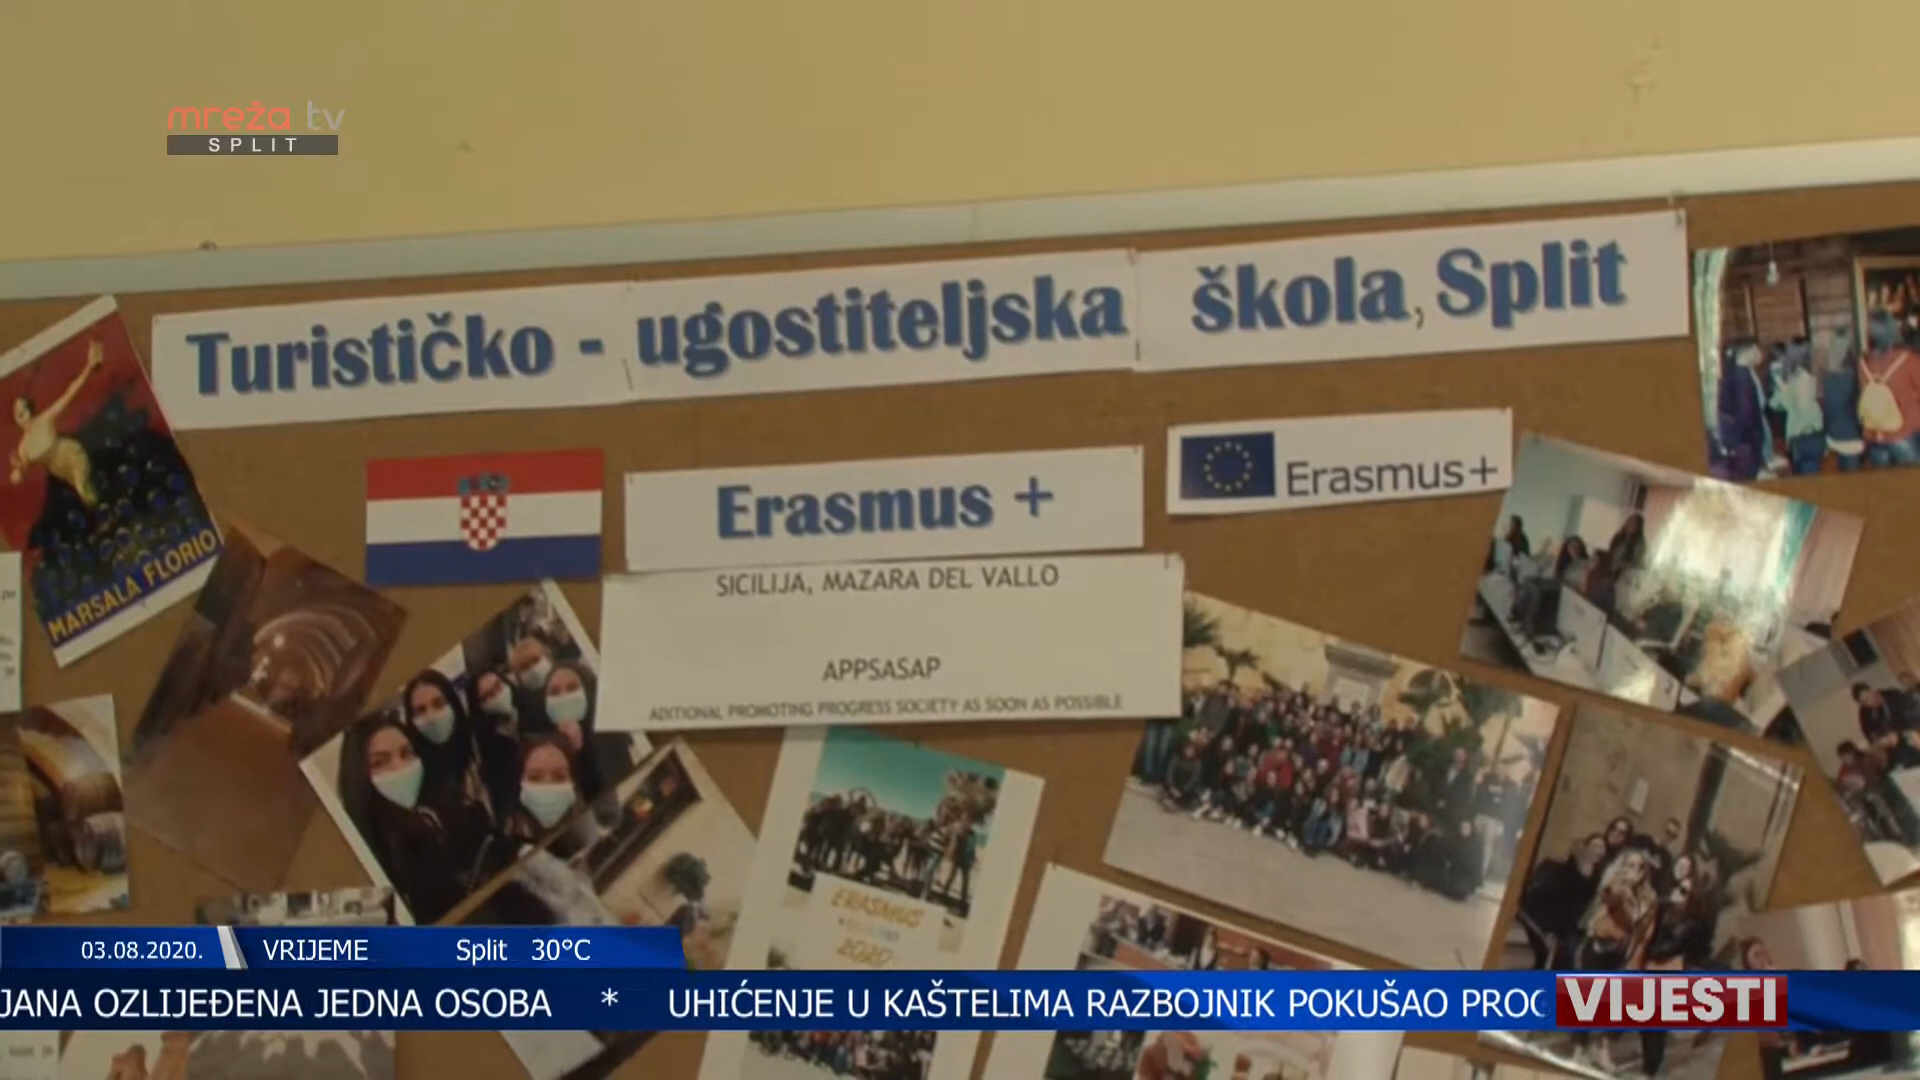 mreža tv
SPLIT
Turističko - ugostiteljska škola, Split
Erasmus +
Erasmus+
SICILIJA, MAZARA DEL VALLO
APPSASAP
ADITIONAL PROMOTING PROGRESS SOCIETY AS SOON AS POSSIBLE
MARSALA FLORIO
ERASMUS
2020
03.08.2020.
VRIJEME
Split 30°C
JANA OZLIJEĐENA JEDNA OSOBA * UHIĆENJE U KAŠTELIMA RAZBOJNIK POKUŠAO
VIJESTI